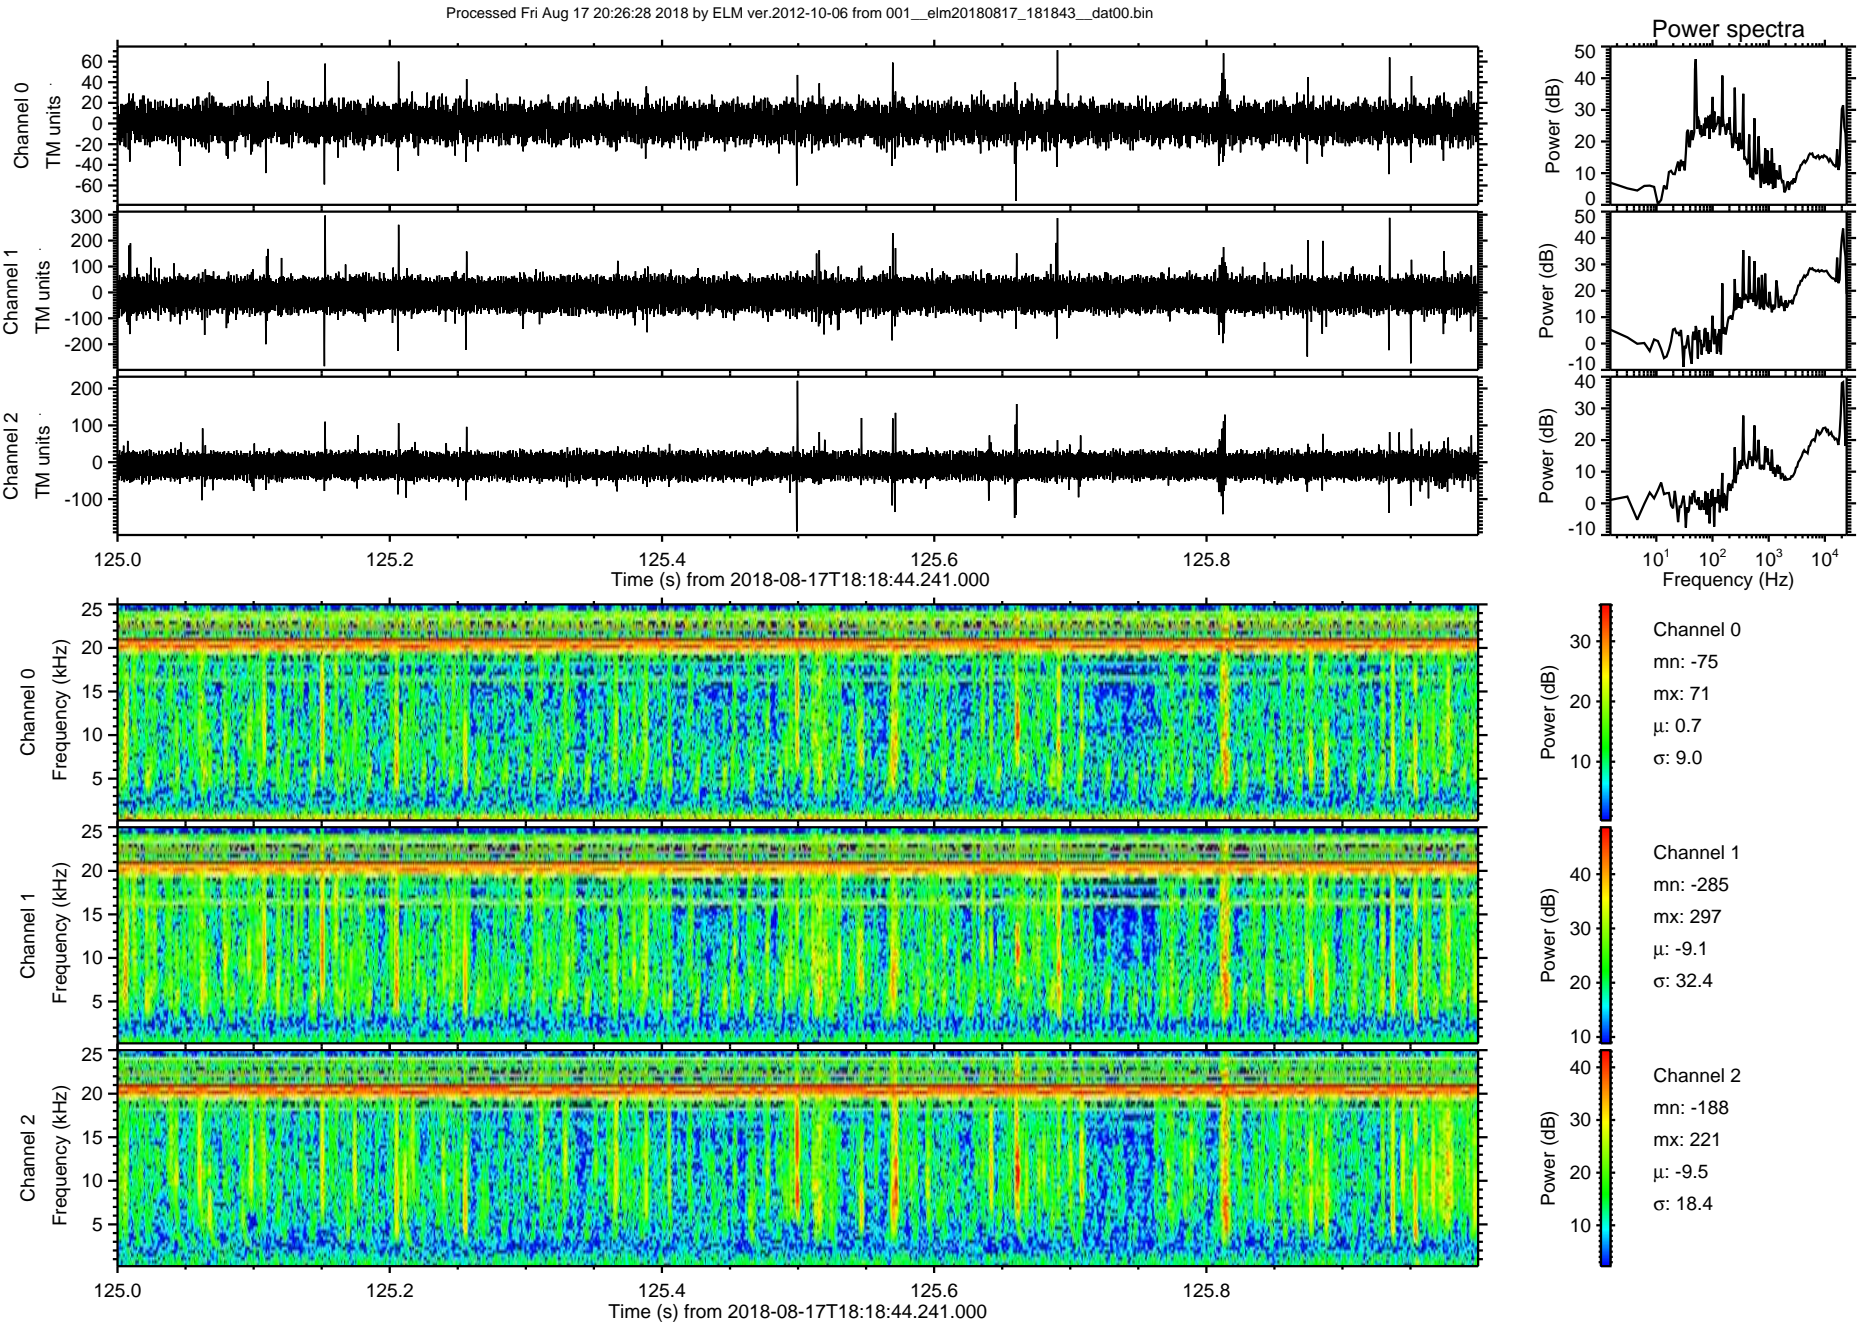 Processed Fri Aug 17 20:26:28 2018 by ELM ver.2012-10-06 from 001__elm20180817_181843__dat00.bin
Power spectra
Channel 0
TM units
60
40
20
0
-20
-40
-60
Power (dB)
50
40
30
20
10
0
Channel 1
TM units
300
200
100
0
-100
-200
Power (dB)
50
40
30
20
10
0
-10
Channel 2
TM units
200
100
0
-100
Power (dB)
40
30
20
10
0
-10
125.0 125.2 125.4 125.6 125.8
Time (s) from 2018-08-17T18:18:44.241.000
10¹ 10² 10³ 10⁴
Frequency (Hz)
Channel 0
Frequency (kHz)
25
20
15
10
5
Power (dB)
30
20
10
Channel 0
mn: -75
mx: 71
μ: 0.7
σ: 9.0
Channel 1
Frequency (kHz)
25
20
15
10
5
Power (dB)
40
30
20
10
Channel 1
mn: -285
mx: 297
μ: -9.1
σ: 32.4
Channel 2
Frequency (kHz)
25
20
15
10
5
Power (dB)
40
30
20
10
Channel 2
mn: -188
mx: 221
μ: -9.5
σ: 18.4
125.0 125.2 125.4 125.6 125.8
Time (s) from 2018-08-17T18:18:44.241.000